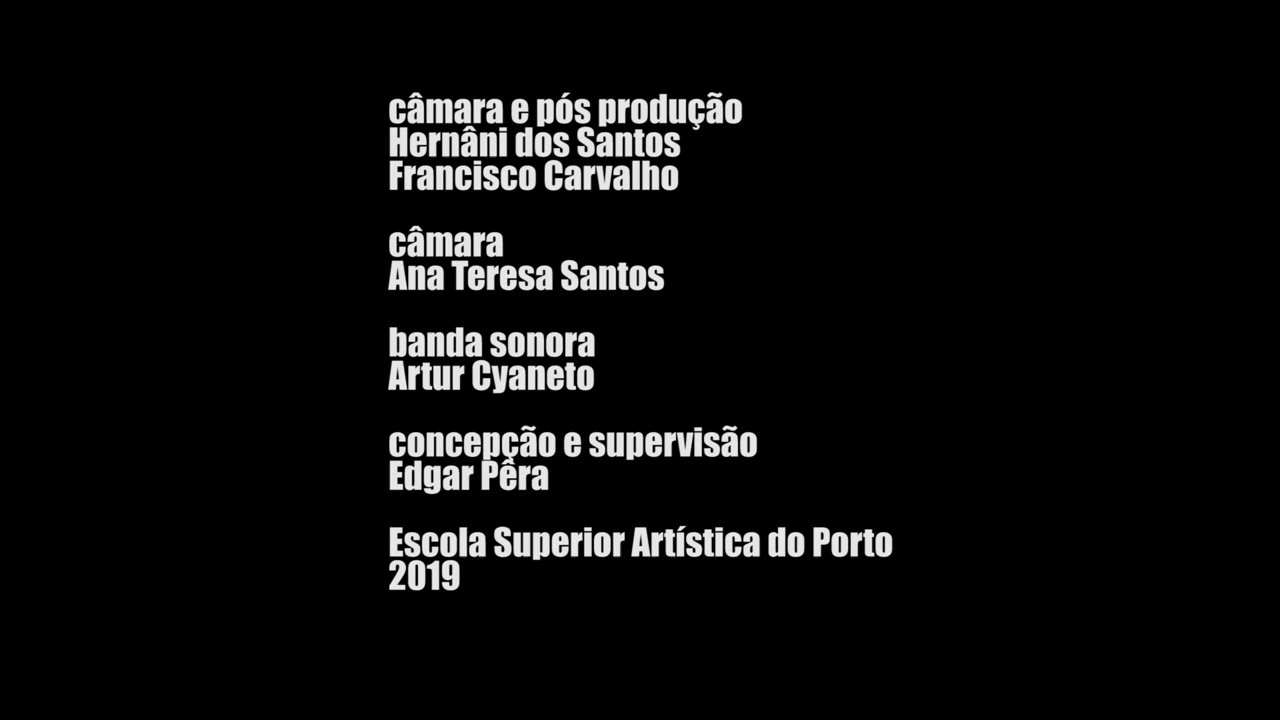 câmara e pós produção
Hernâni dos Santos
Francisco Carvalho
câmara
Ana Teresa Santos
banda sonora
Artur Cyaneto
concepção e supervisão
Edgar Pêra
Escola Superior Artística do Porto
2019